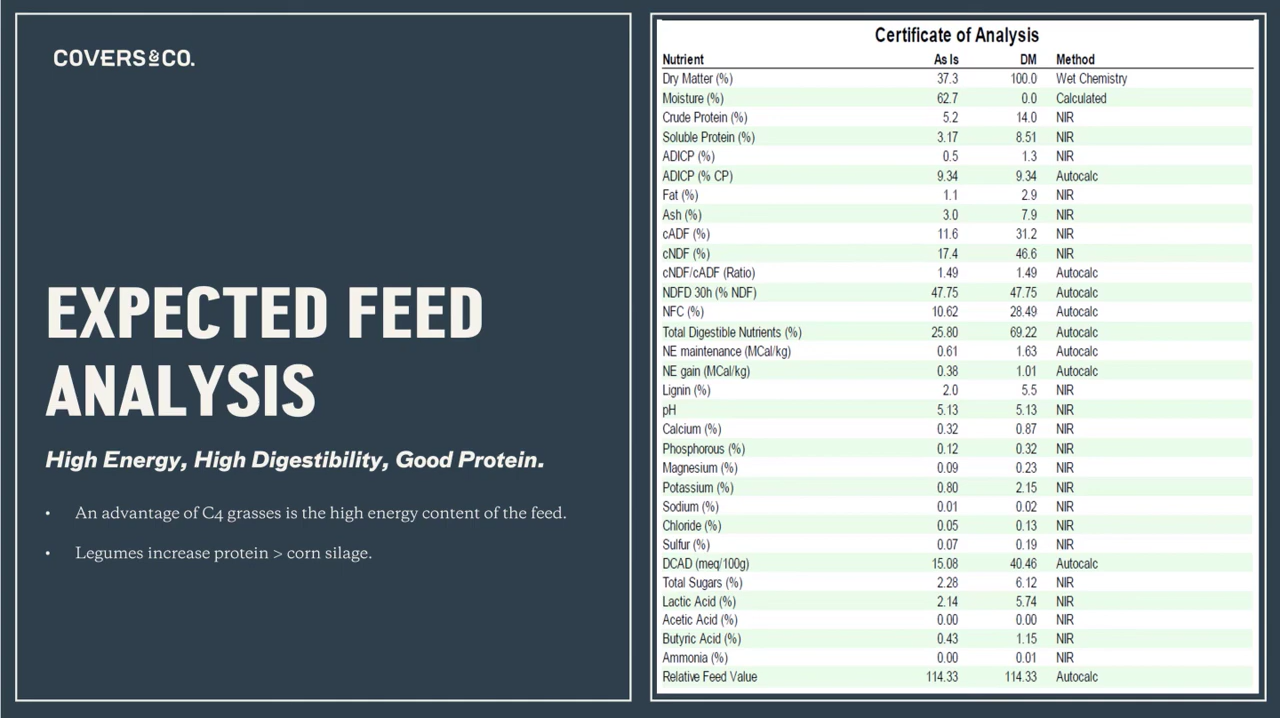 COVERS&CO.
EXPECTED FEED
ANALYSIS
High Energy, High Digestibility, Good Protein.
• An advantage of C4 grasses is the high energy content of the feed.
• Legumes increase protein > corn silage.
Certificate of Analysis
Nutrient As Is DM Method
Dry Matter (%) 37.3 100.0 Wet Chemistry
Moisture (%) 62.7 0.0 Calculated
Crude Protein (%) 5.2 14.0 NIR
Soluble Protein (%) 3.17 8.51 NIR
ADICP (%) 0.5 1.3 NIR
ADICP (% CP) 9.34 9.34 Autocalc
Fat (%) 1.1 2.9 NIR
Ash (%) 3.0 7.9 NIR
cADF (%) 11.6 31.2 NIR
cNDF (%) 17.4 46.6 NIR
cNDF/cADF (Ratio) 1.49 1.49 Autocalc
NDFD 30h (% NDF) 47.75 47.75 Autocalc
NFC (%) 10.62 28.49 Autocalc
Total Digestible Nutrients (%) 25.80 69.22 Autocalc
NE maintenance (MCal/kg) 0.61 1.63 Autocalc
NE gain (MCal/kg) 0.38 1.01 Autocalc
Lignin (%) 2.0 5.5 NIR
pH 5.13 5.13 NIR
Calcium (%) 0.32 0.87 NIR
Phosphorous (%) 0.12 0.32 NIR
Magnesium (%) 0.09 0.23 NIR
Potassium (%) 0.80 2.15 NIR
Sodium (%) 0.01 0.02 NIR
Chloride (%) 0.05 0.13 NIR
Sulfur (%) 0.07 0.19 NIR
DCAD (meq/100g) 15.08 40.46 Autocalc
Total Sugars (%) 2.28 6.12 NIR
Lactic Acid (%) 2.14 5.74 NIR
Acetic Acid (%) 0.00 0.00 NIR
Butyric Acid (%) 0.43 1.15 NIR
Ammonia (%) 0.00 0.01 NIR
Relative Feed Value 114.33 114.33 Autocalc